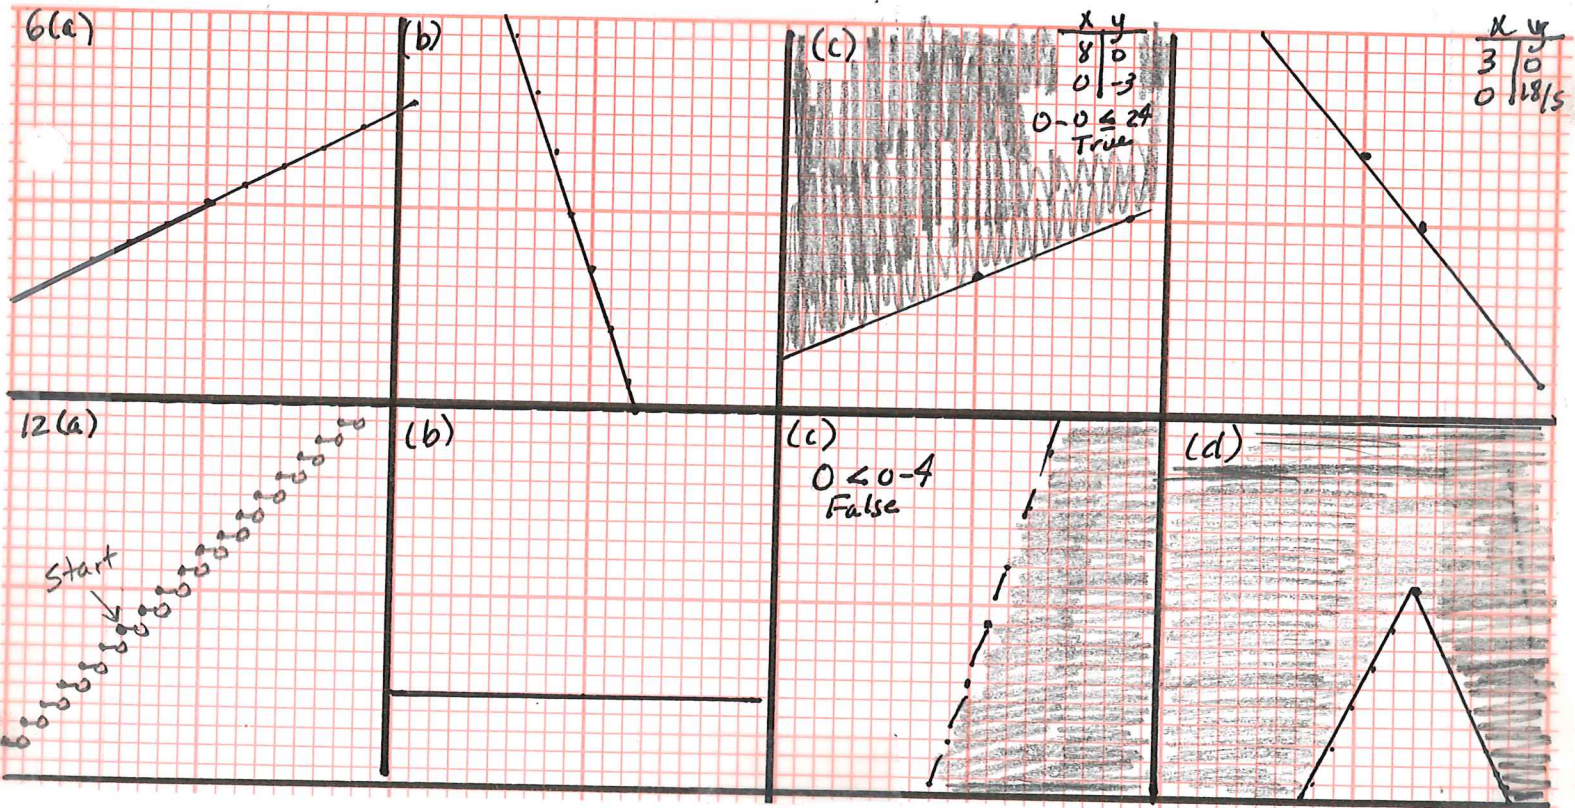 6(a)
(b)
(c)
x y
8 0
0 -3
0-0 ≤ 24
True
x y
3 0
0 18/5
12(a)
Start
(b)
(c)
0 < 0-4
False
(d)